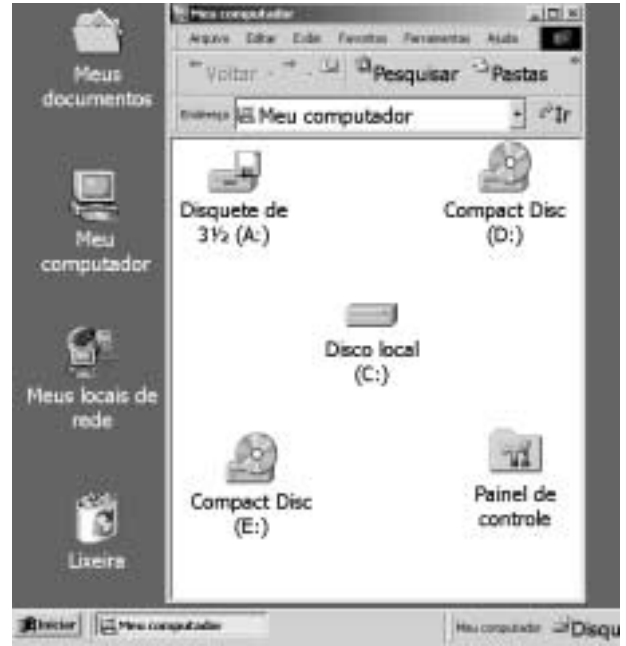 Meu computador
Arquivo Editar Exibir Favoritos Ferramentas Ajuda
Voltar Pesquisar Pastas
Endereço Meu computador Ir
Meus
documentos
Meu
computador
Meus locais de
rede
Lixeira
Disquete de
3½ (A:)
Compact Disc
(D:)
Disco local
(C:)
Compact Disc
(E:)
Painel de
controle
Iniciar Meu computador Meu computador Disqu